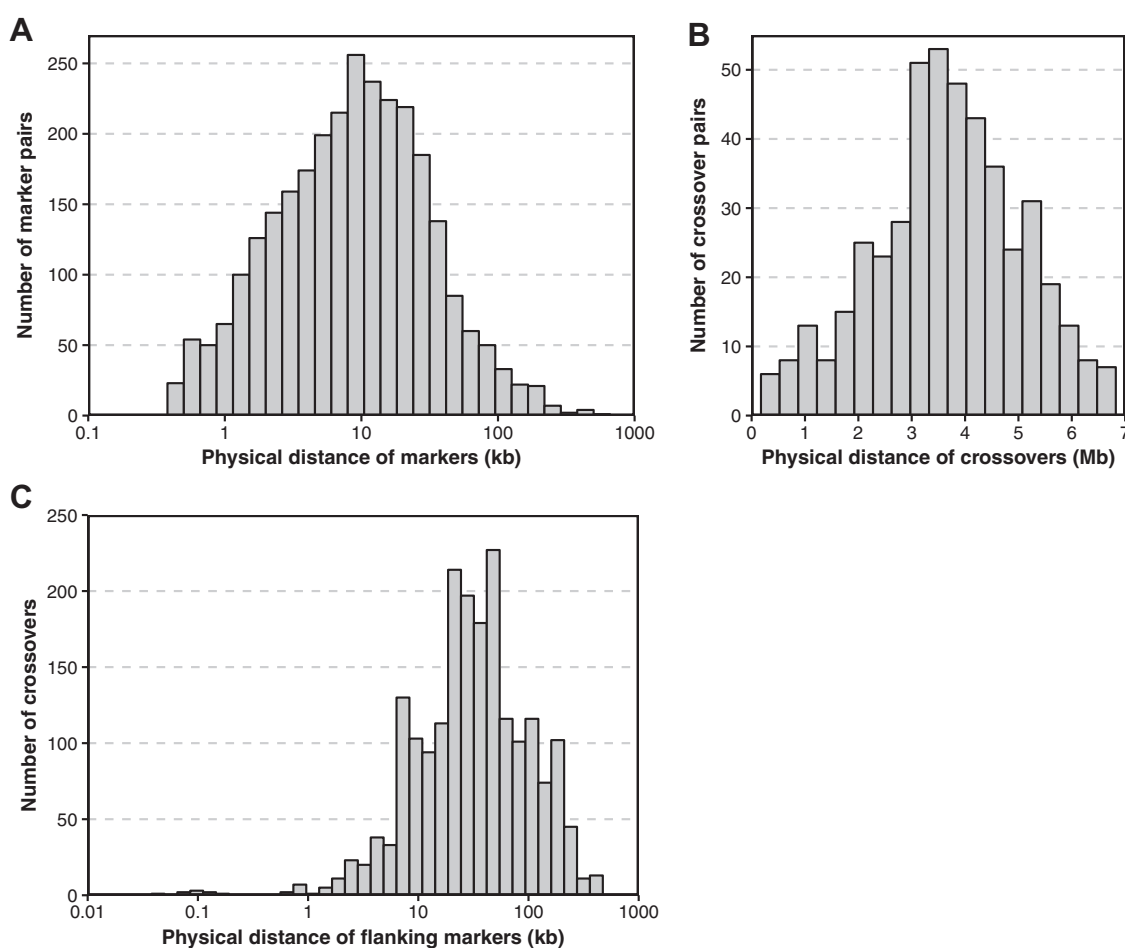 A
Number of marker pairs
250
200
150
100
50
0
0.1 1 10 100 1000
Physical distance of markers (kb)
B
Number of crossover pairs
50
40
30
20
10
0
0 1 2 3 4 5 6 7
Physical distance of crossovers (Mb)
C
Number of crossovers
250
200
150
100
50
0
0.01 0.1 1 10 100 1000
Physical distance of flanking markers (kb)